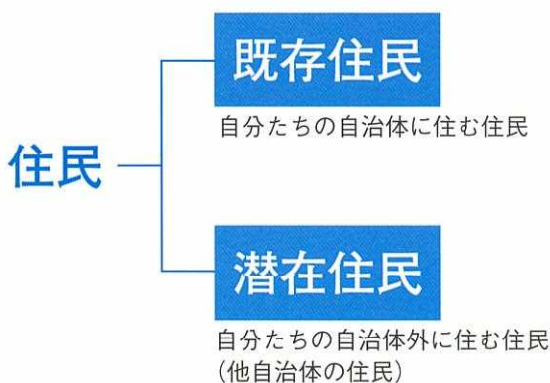 既存住民
自分たちの自治体に住む住民
住民
潜在住民
自分たちの自治体外に住む住民
(他自治体の住民)